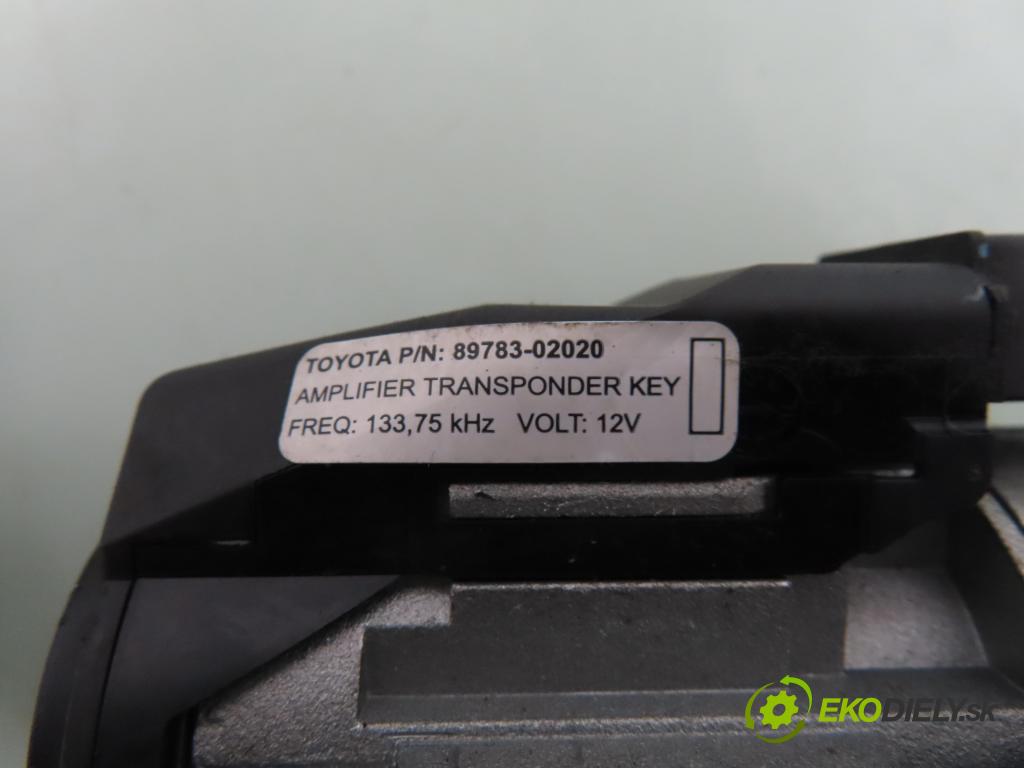 TOYOTA P/N: 89783-02020
AMPLIFIER TRANSPONDER KEY
FREQ: 133,75 kHz VOLT: 12V
EKODIELY.SK